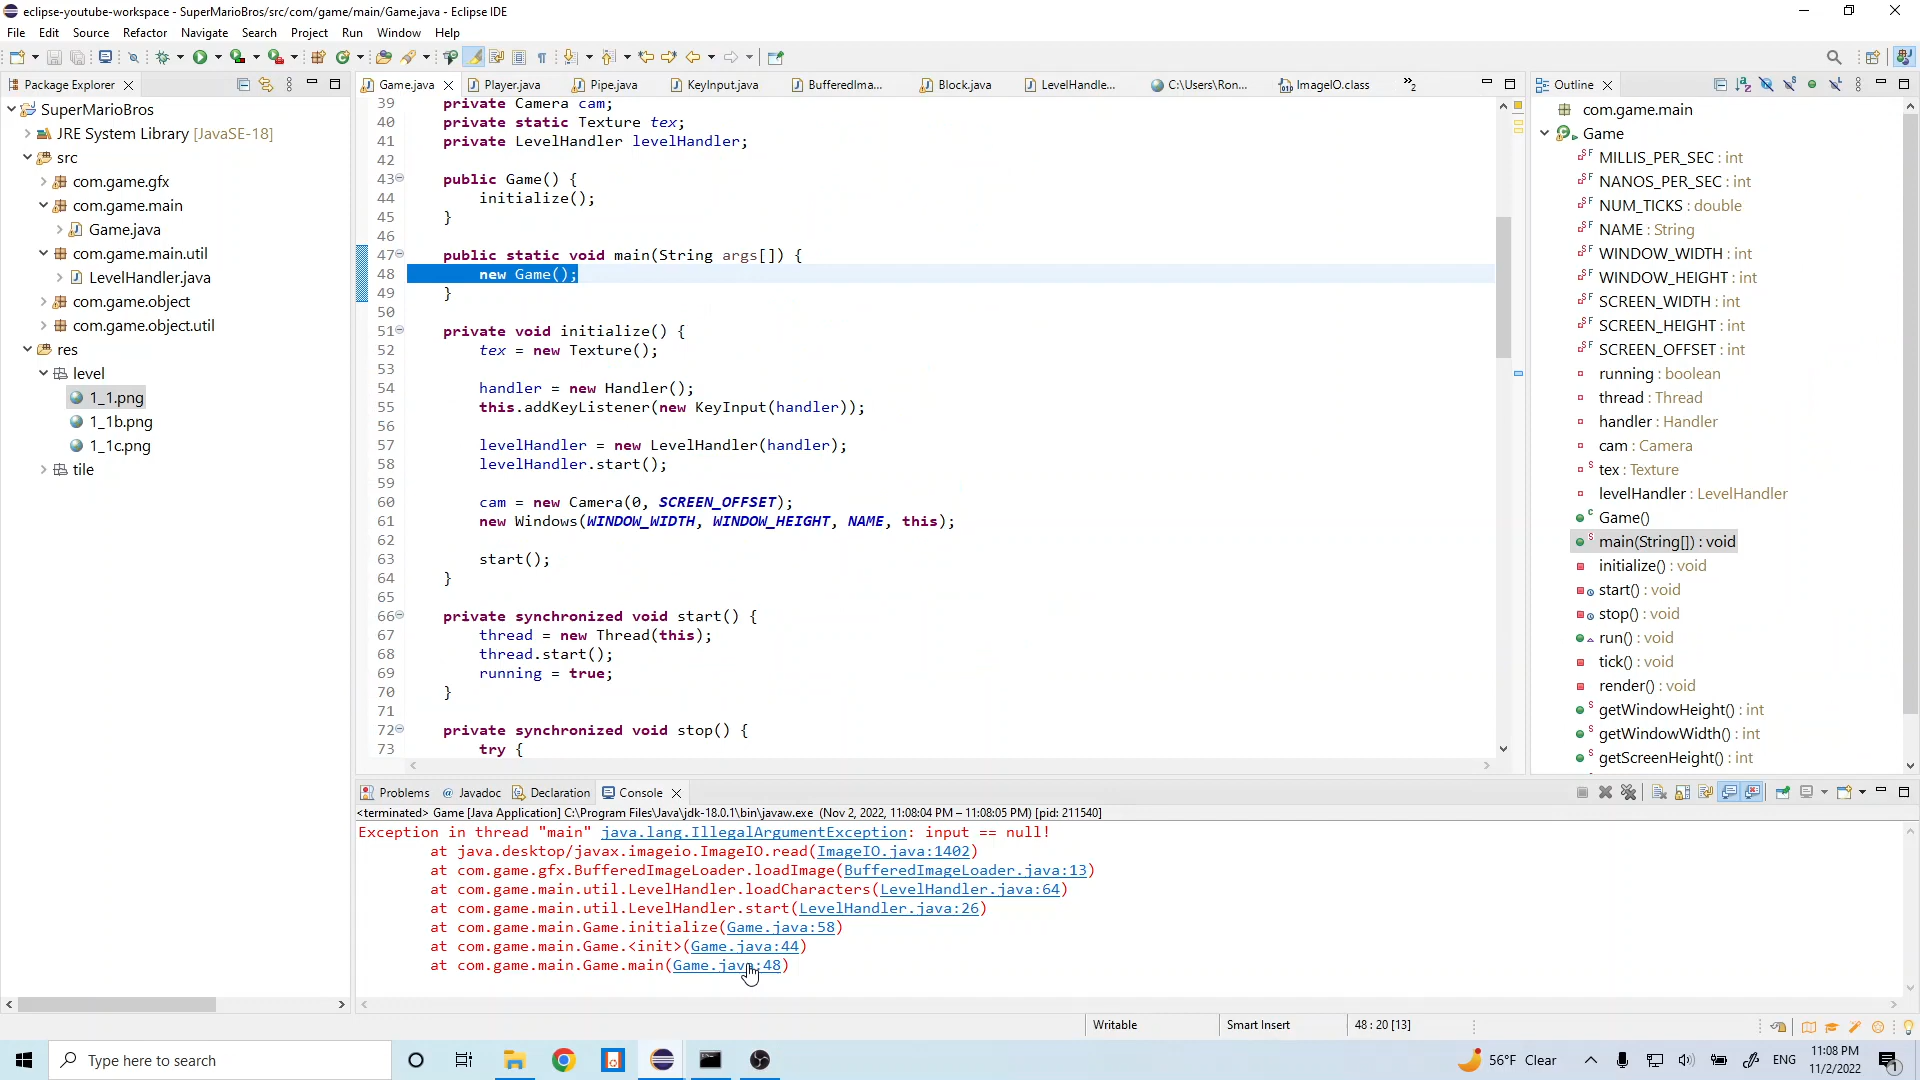 eclipse-youtube-workspace - SuperMarioBros/src/com/game/main/Game.java - Eclipse IDE
File Edit Source Refactor Navigate Search Project Run Window Help
Package Explorer
SuperMarioBros
JRE System Library [JavaSE-18]
src
com.game.gfx
com.game.main
Game.java
com.game.main.util
LevelHandler.java
com.game.object
com.game.object.util
res
level
1_1.png
1_1b.png
1_1c.png
tile
Game.java Player.java Pipe.java KeyInput.java BufferedIma... Block.java LevelHandle... C:\Users\Ron... ImageIO.class »2
39 private Camera cam;
40 private static Texture tex;
41 private LevelHandler levelHandler;
42
43 public Game() {
44 initialize();
45 }
46
47 public static void main(String args[]) {
48 new Game();
49 }
50
51 private void initialize() {
52 tex = new Texture();
53
54 handler = new Handler();
55 this.addKeyListener(new KeyInput(handler));
56
57 levelHandler = new LevelHandler(handler);
58 levelHandler.start();
59
60 cam = new Camera(0, SCREEN_OFFSET);
61 new Windows(WINDOW_WIDTH, WINDOW_HEIGHT, NAME, this);
62
63 start();
64 }
65
66 private synchronized void start() {
67 thread = new Thread(this);
68 thread.start();
69 running = true;
70 }
71
72 private synchronized void stop() {
73 try {
Outline
com.game.main
Game
MILLIS_PER_SEC : int
NANOS_PER_SEC : int
NUM_TICKS : double
NAME : String
WINDOW_WIDTH : int
WINDOW_HEIGHT : int
SCREEN_WIDTH : int
SCREEN_HEIGHT : int
SCREEN_OFFSET : int
running : boolean
thread : Thread
handler : Handler
cam : Camera
tex : Texture
levelHandler : LevelHandler
Game()
main(String[]) : void
initialize() : void
start() : void
stop() : void
run() : void
tick() : void
render() : void
getWindowHeight() : int
getWindowWidth() : int
getScreenHeight() : int
Problems Javadoc Declaration Console
<terminated> Game [Java Application] C:\Program Files\Java\jdk-18.0.1\bin\javaw.exe (Nov 2, 2022, 11:08:04 PM – 11:08:05 PM) [pid: 211540]
Exception in thread "main" java.lang.IllegalArgumentException: input == null!
at java.desktop/javax.imageio.ImageIO.read(ImageIO.java:1402)
at com.game.gfx.BufferedImageLoader.loadImage(BufferedImageLoader.java:13)
at com.game.main.util.LevelHandler.loadCharacters(LevelHandler.java:64)
at com.game.main.util.LevelHandler.start(LevelHandler.java:26)
at com.game.main.Game.initialize(Game.java:58)
at com.game.main.Game.<init>(Game.java:44)
at com.game.main.Game.main(Game.java:48)
Writable Smart Insert 48 : 20 [13]
Type here to search
56°F Clear
ENG
11:08 PM
11/2/2022
1